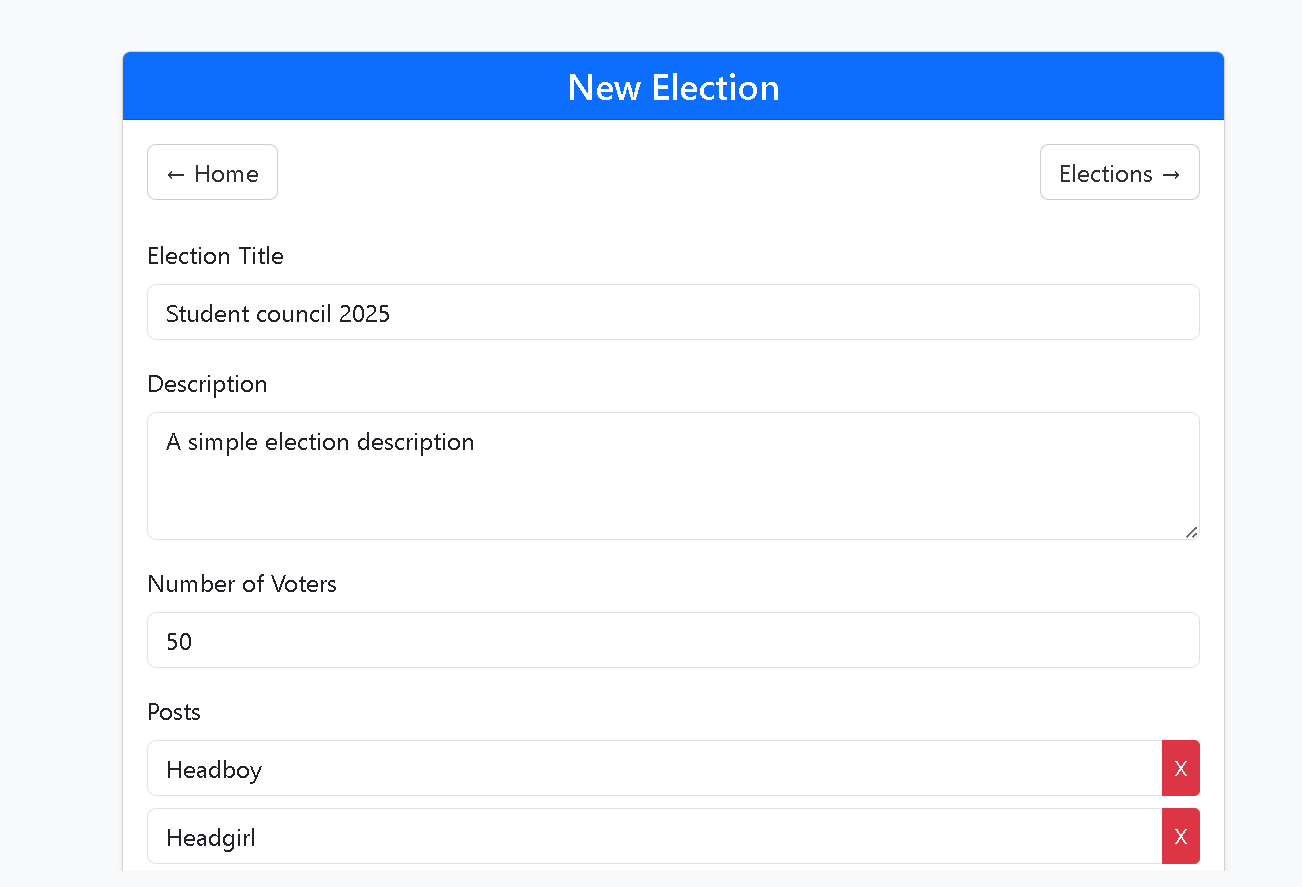 New Election
← Home
Elections →
Election Title
Student council 2025
Description
A simple election description
Number of Voters
50
Posts
Headboy
X
Headgirl
X